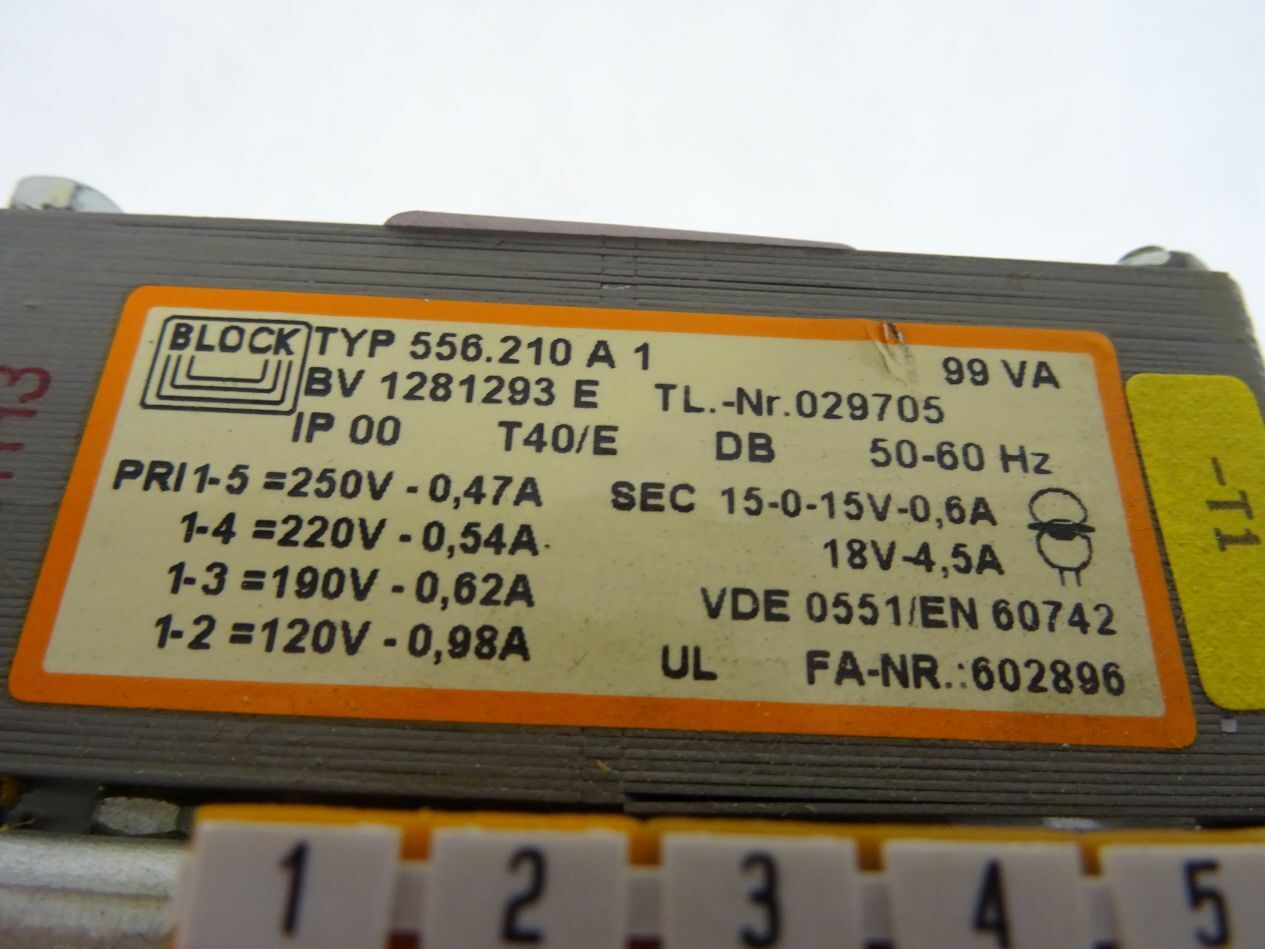 BLOCK TYP 556.210 A 1 99 VA
BV 1281293 E TL.-Nr.029705
IP 00 T40/E DB 50-60 Hz
PRI 1-5 =250V - 0,47A SEC 15-0-15V-0,6A
1-4 =220V - 0,54A 18V-4,5A
1-3 =190V - 0,62A VDE 0551/EN 60742
1-2 =120V - 0,98A UL FA-NR.:602896
-T1
1 2 3 4 5